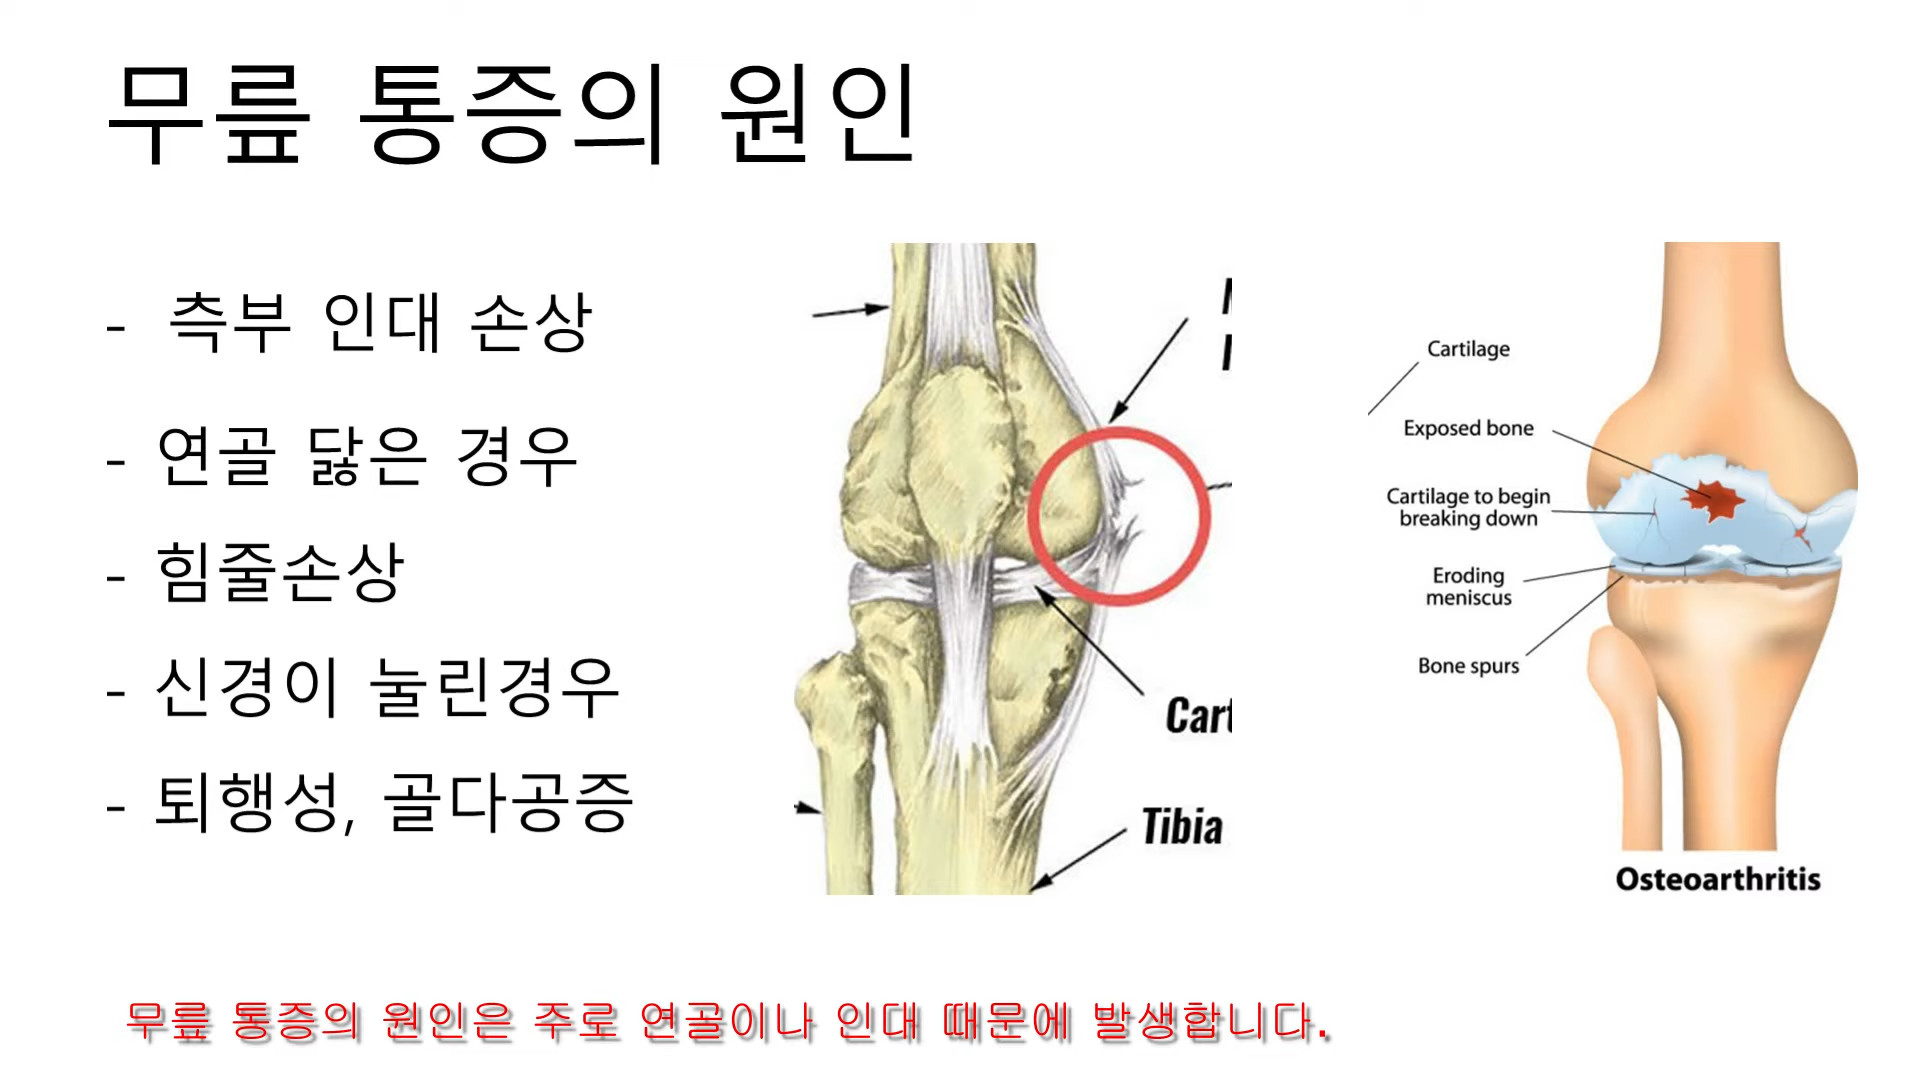 무릎 통증의 원인
- 측부 인대 손상
- 연골 닳은 경우
- 힘줄손상
- 신경이 눌린경우
- 퇴행성, 골다공증
Tibia
Cartilage
Exposed bone
Cartilage to begin
breaking down
Eroding
meniscus
Bone spurs
Osteoarthritis
무릎 통증의 원인은 주로 연골이나 인대 때문에 발생합니다.